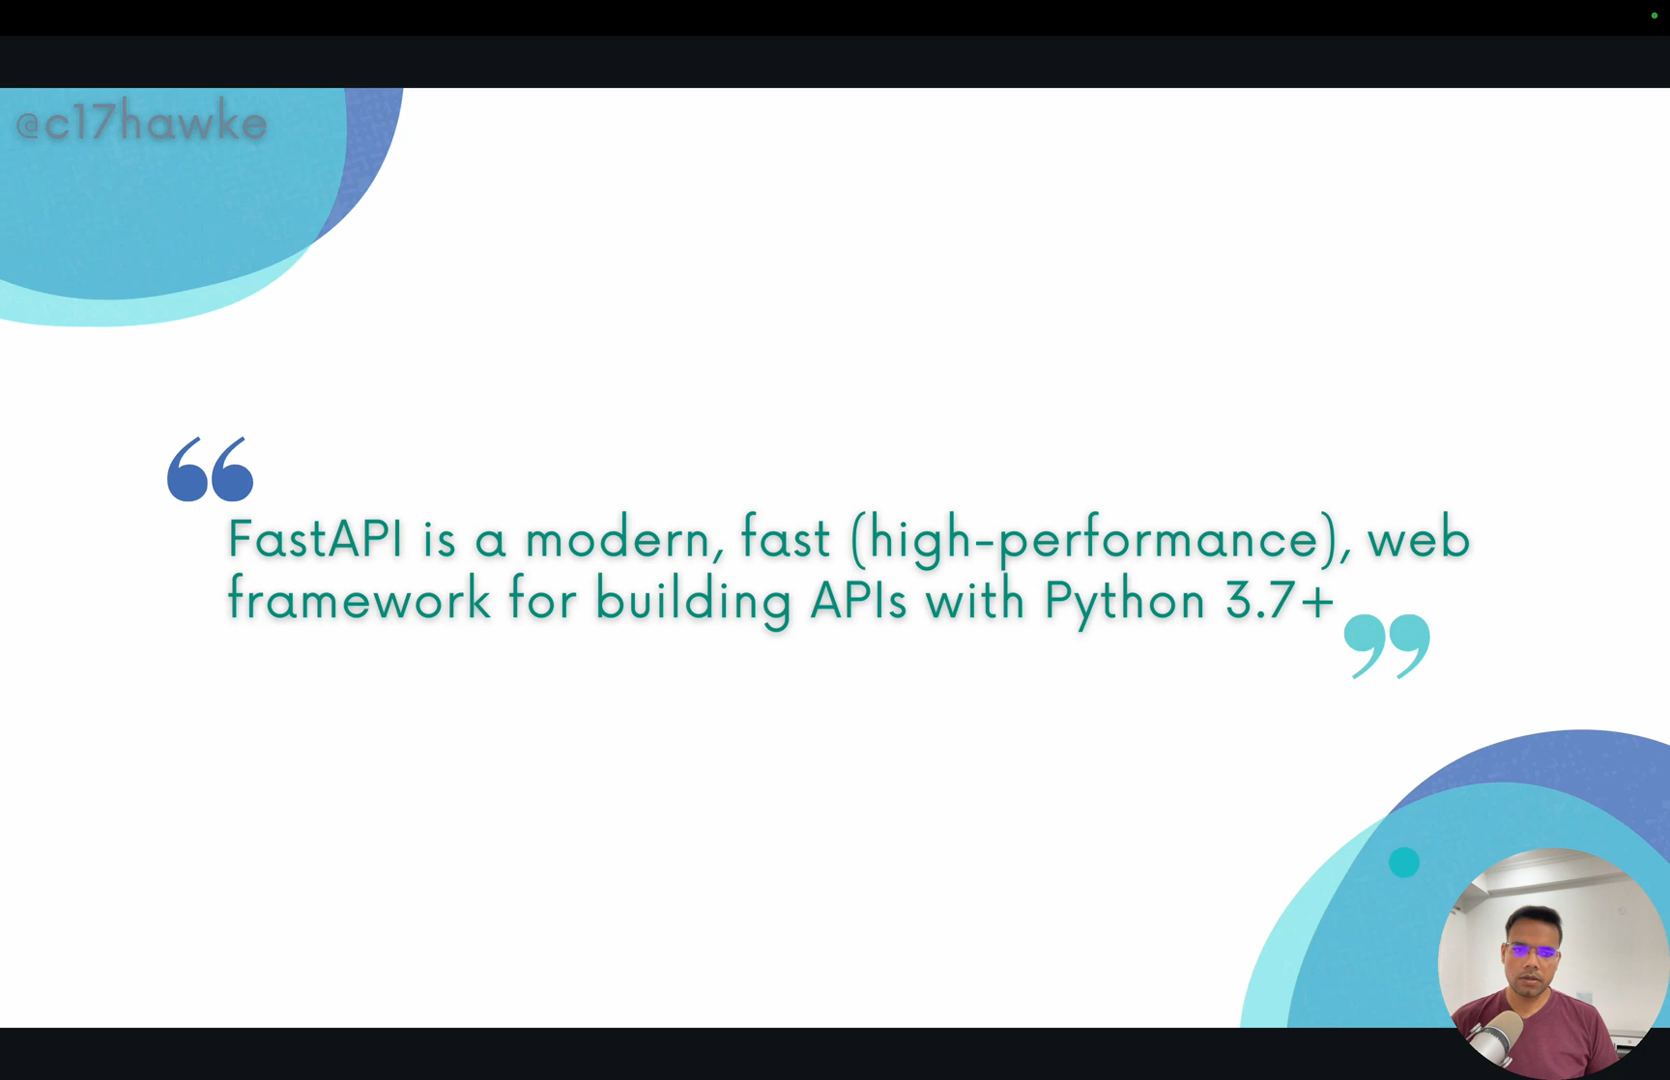 @c17hawke
“
FastAPI is a modern, fast (high-performance), web
framework for building APIs with Python 3.7+
”